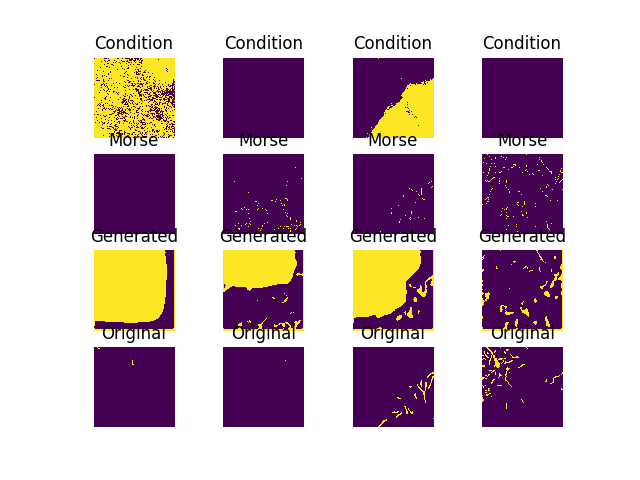 Condition Condition Condition Condition
Morse Morse Morse Morse
Generated Generated Generated Generated
Original Original Original Original